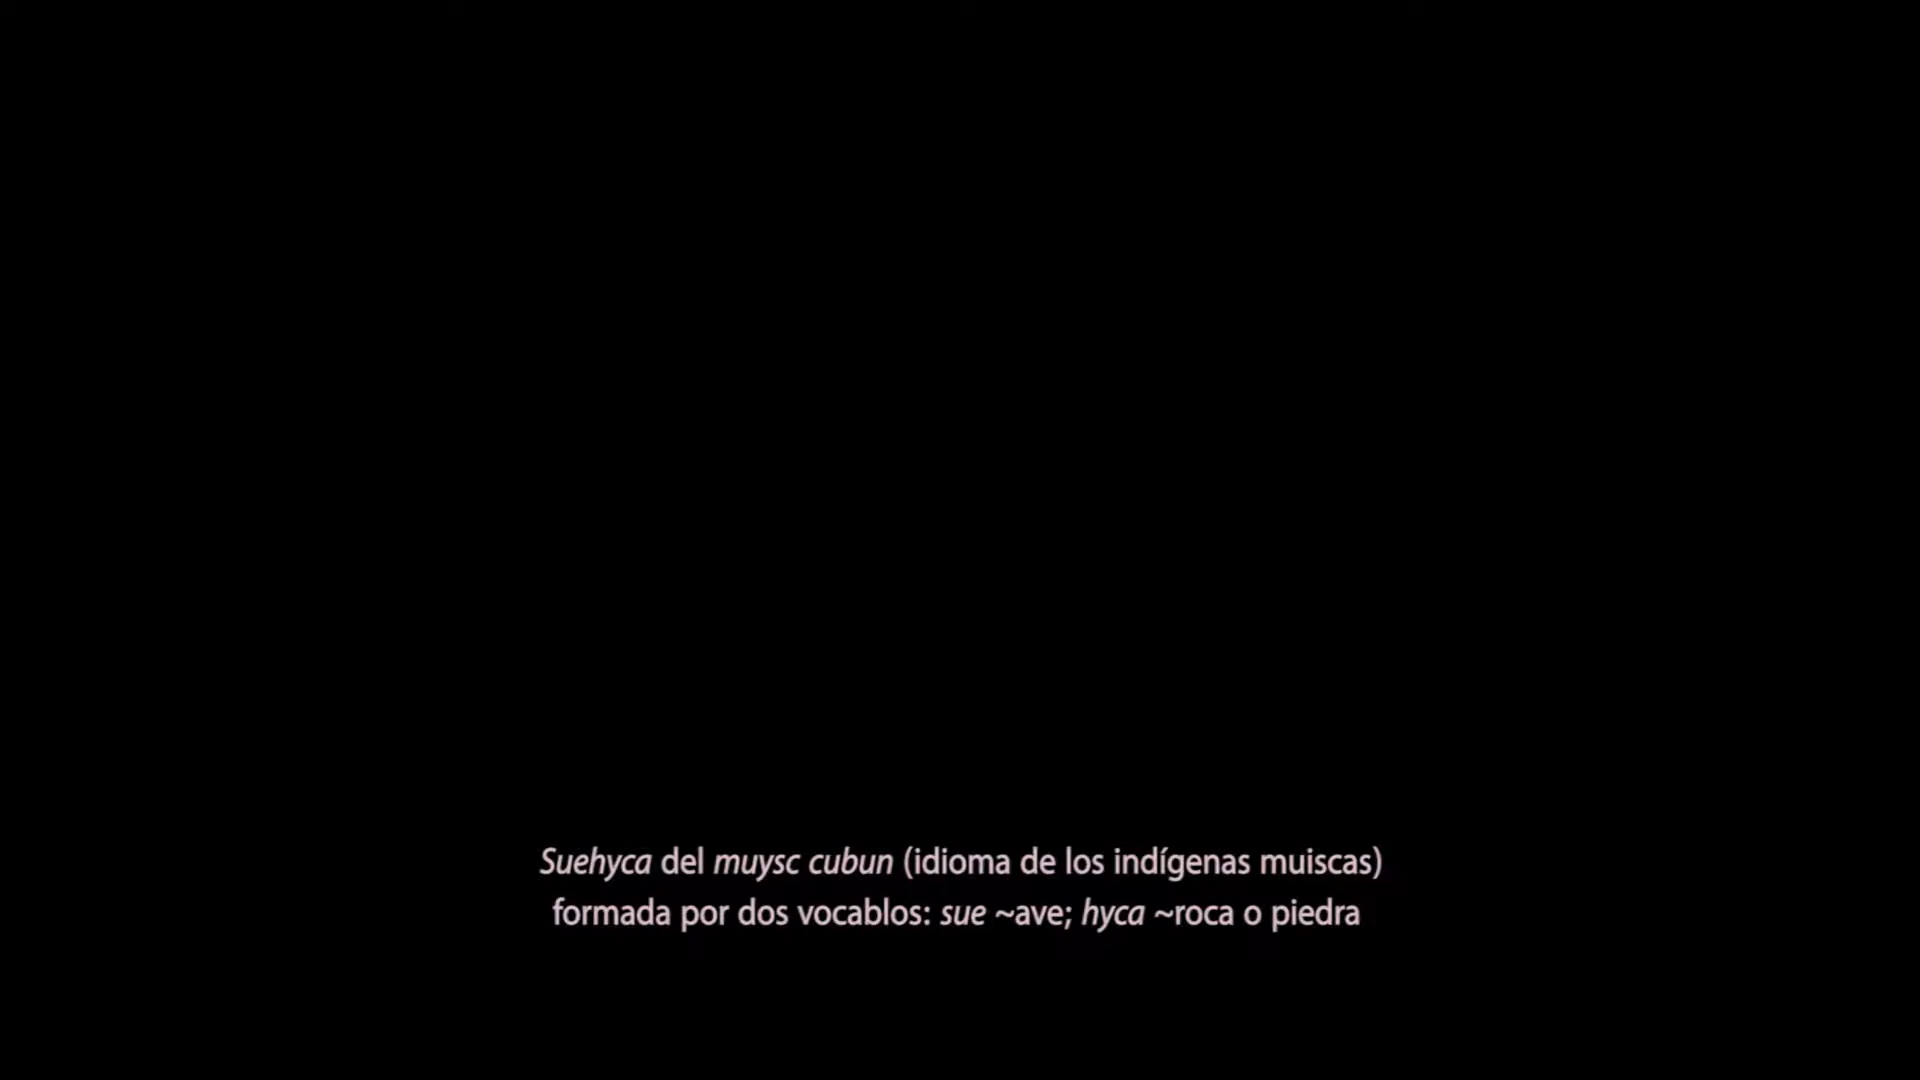 Suehyca del muysc cubun (idioma de los indígenas muiscas)
formada por dos vocablos: sue ~ave; hyca ~roca o piedra